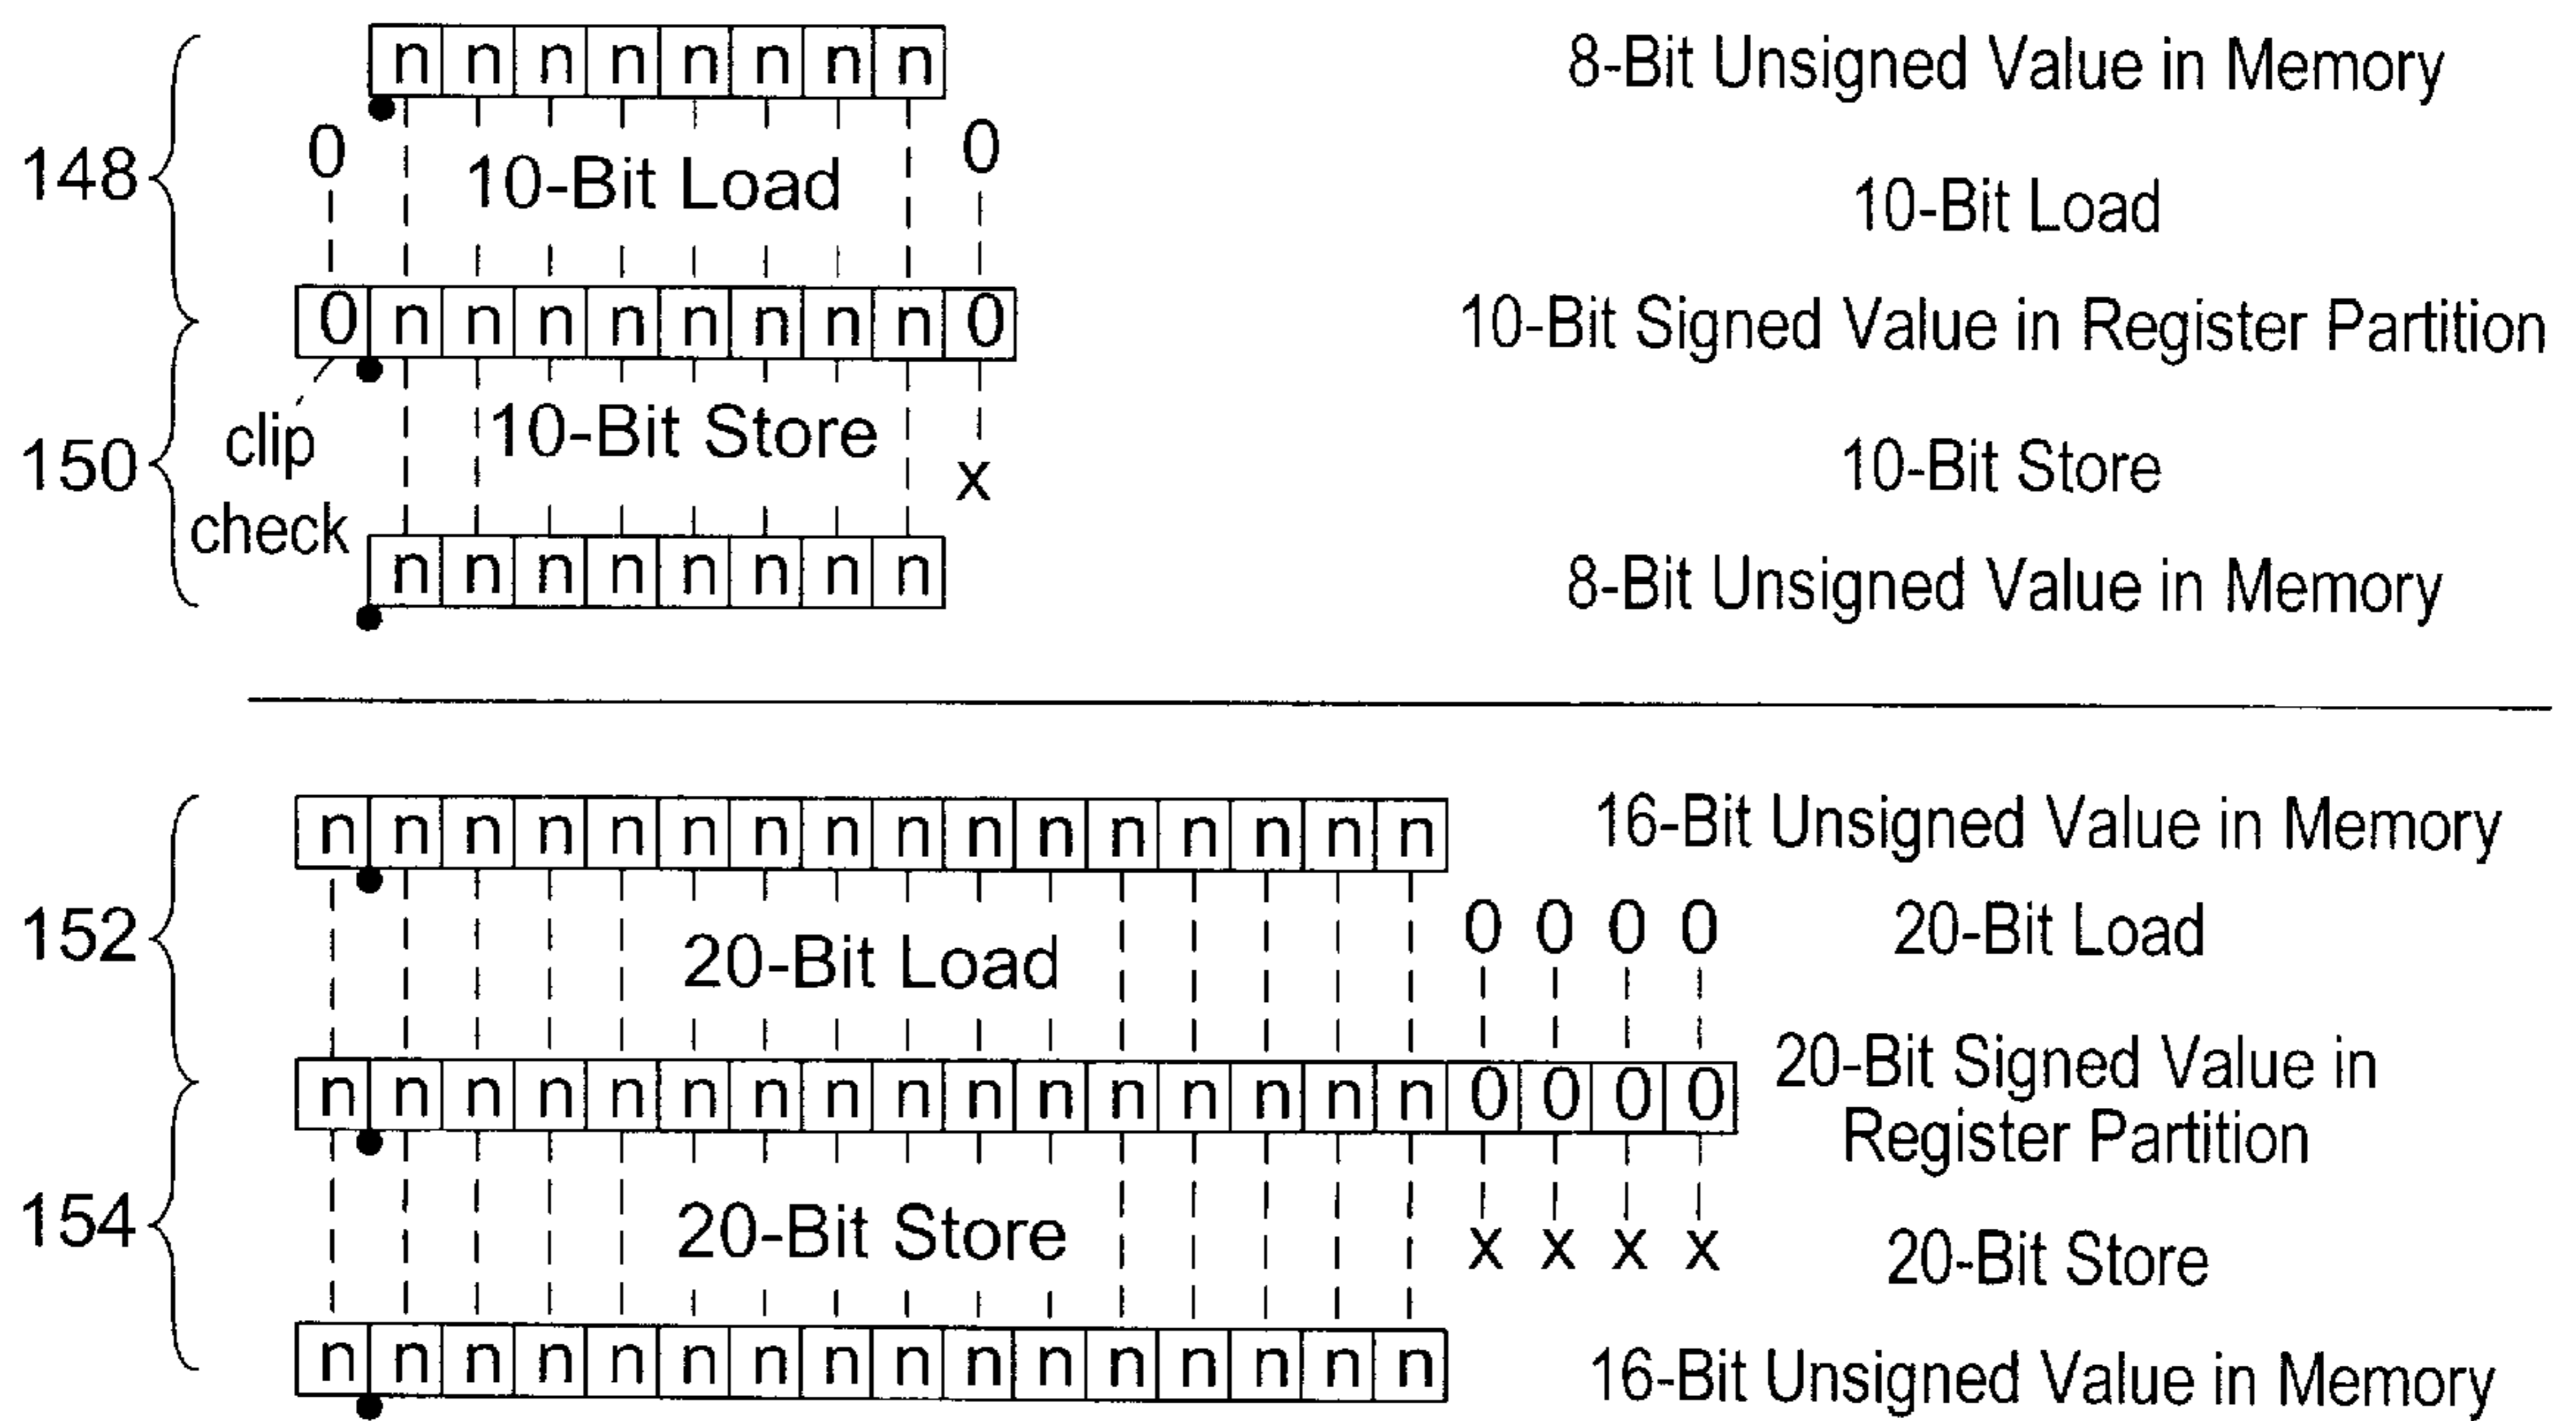 n n n n n n n n 8-Bit Unsigned Value in Memory
148 0 10-Bit Load 0 10-Bit Load
0 n n n n n n n n 0 10-Bit Signed Value in Register Partition
150 clip 10-Bit Store x 10-Bit Store
check
n n n n n n n n 8-Bit Unsigned Value in Memory
n n n n n n n n n n n n n n n n 16-Bit Unsigned Value in Memory
152 20-Bit Load 0 0 0 0 20-Bit Load
n n n n n n n n n n n n n n n n 0 0 0 0 20-Bit Signed Value in
Register Partition
154 20-Bit Store x x x x 20-Bit Store
n n n n n n n n n n n n n n n n 16-Bit Unsigned Value in Memory